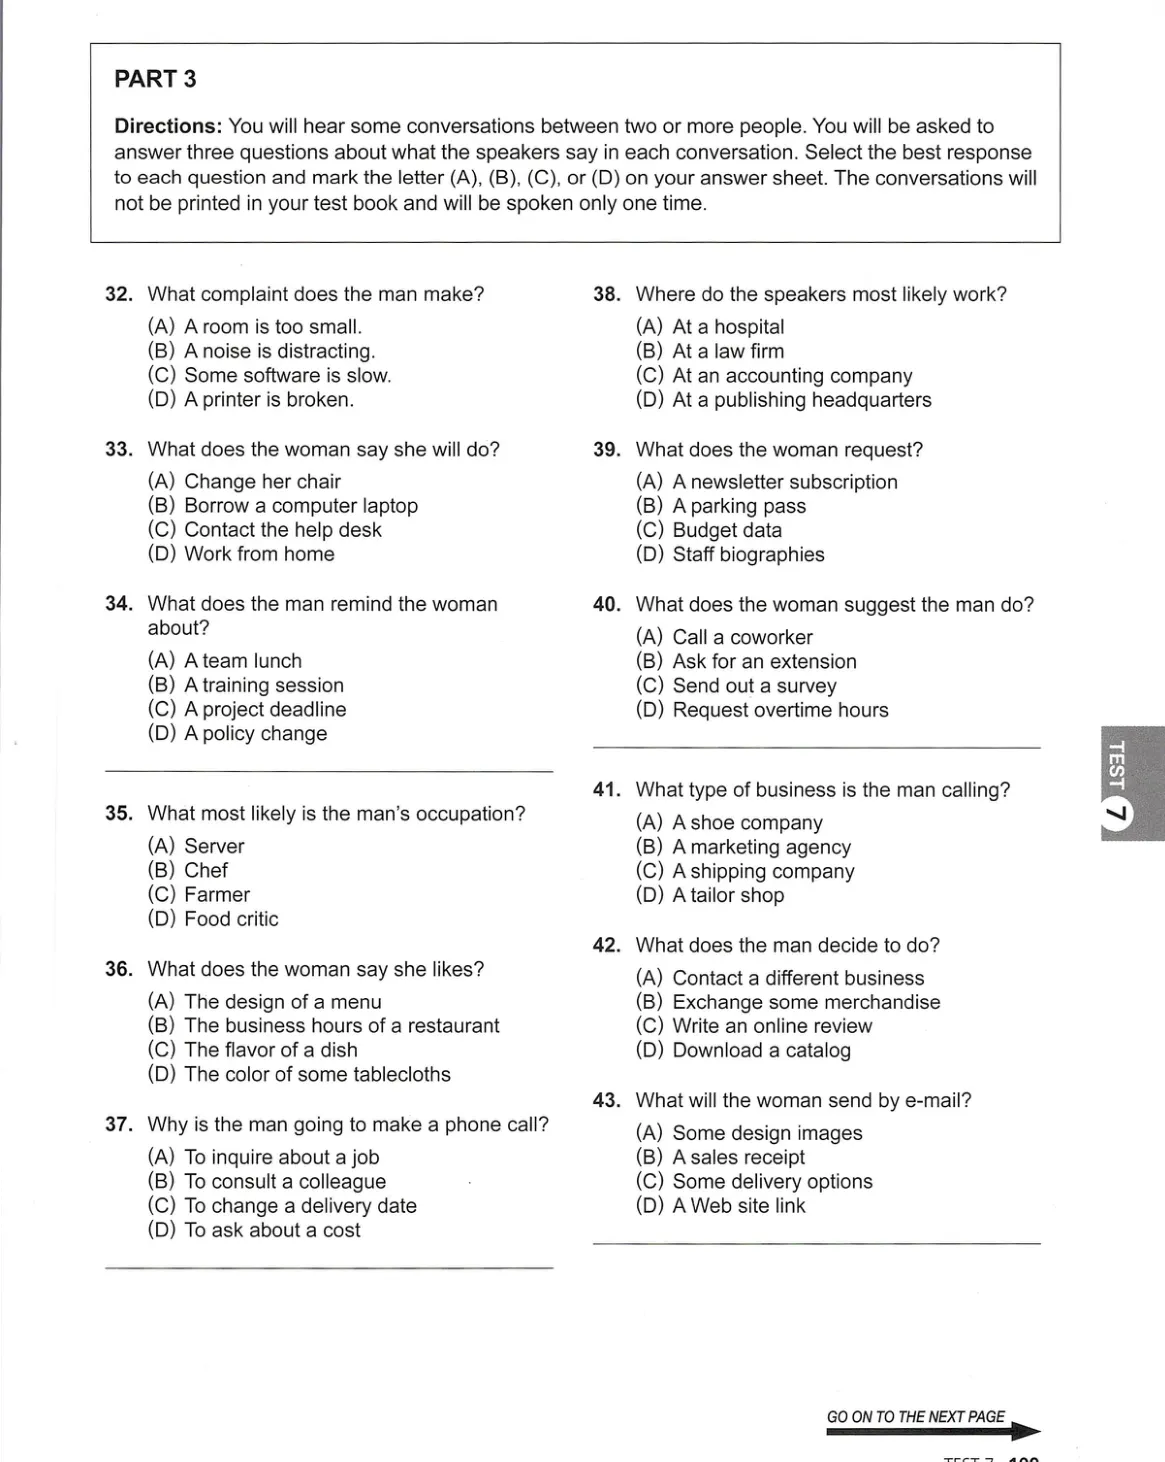 PART 3
Directions: You will hear some conversations between two or more people. You will be asked to
answer three questions about what the speakers say in each conversation. Select the best response
to each question and mark the letter (A), (B), (C), or (D) on your answer sheet. The conversations will
not be printed in your test book and will be spoken only one time.
32. What complaint does the man make?
(A) A room is too small.
(B) A noise is distracting.
(C) Some software is slow.
(D) A printer is broken.
33. What does the woman say she will do?
(A) Change her chair
(B) Borrow a computer laptop
(C) Contact the help desk
(D) Work from home
34. What does the man remind the woman
about?
(A) A team lunch
(B) A training session
(C) A project deadline
(D) A policy change
35. What most likely is the man's occupation?
(A) Server
(B) Chef
(C) Farmer
(D) Food critic
36. What does the woman say she likes?
(A) The design of a menu
(B) The business hours of a restaurant
(C) The flavor of a dish
(D) The color of some tablecloths
37. Why is the man going to make a phone call?
(A) To inquire about a job
(B) To consult a colleague
(C) To change a delivery date
(D) To ask about a cost
38. Where do the speakers most likely work?
(A) At a hospital
(B) At a law firm
(C) At an accounting company
(D) At a publishing headquarters
39. What does the woman request?
(A) A newsletter subscription
(B) A parking pass
(C) Budget data
(D) Staff biographies
40. What does the woman suggest the man do?
(A) Call a coworker
(B) Ask for an extension
(C) Send out a survey
(D) Request overtime hours
41. What type of business is the man calling?
(A) A shoe company
(B) A marketing agency
(C) A shipping company
(D) A tailor shop
42. What does the man decide to do?
(A) Contact a different business
(B) Exchange some merchandise
(C) Write an online review
(D) Download a catalog
43. What will the woman send by e-mail?
(A) Some design images
(B) A sales receipt
(C) Some delivery options
(D) A Web site link
TEST 7
GO ON TO THE NEXT PAGE